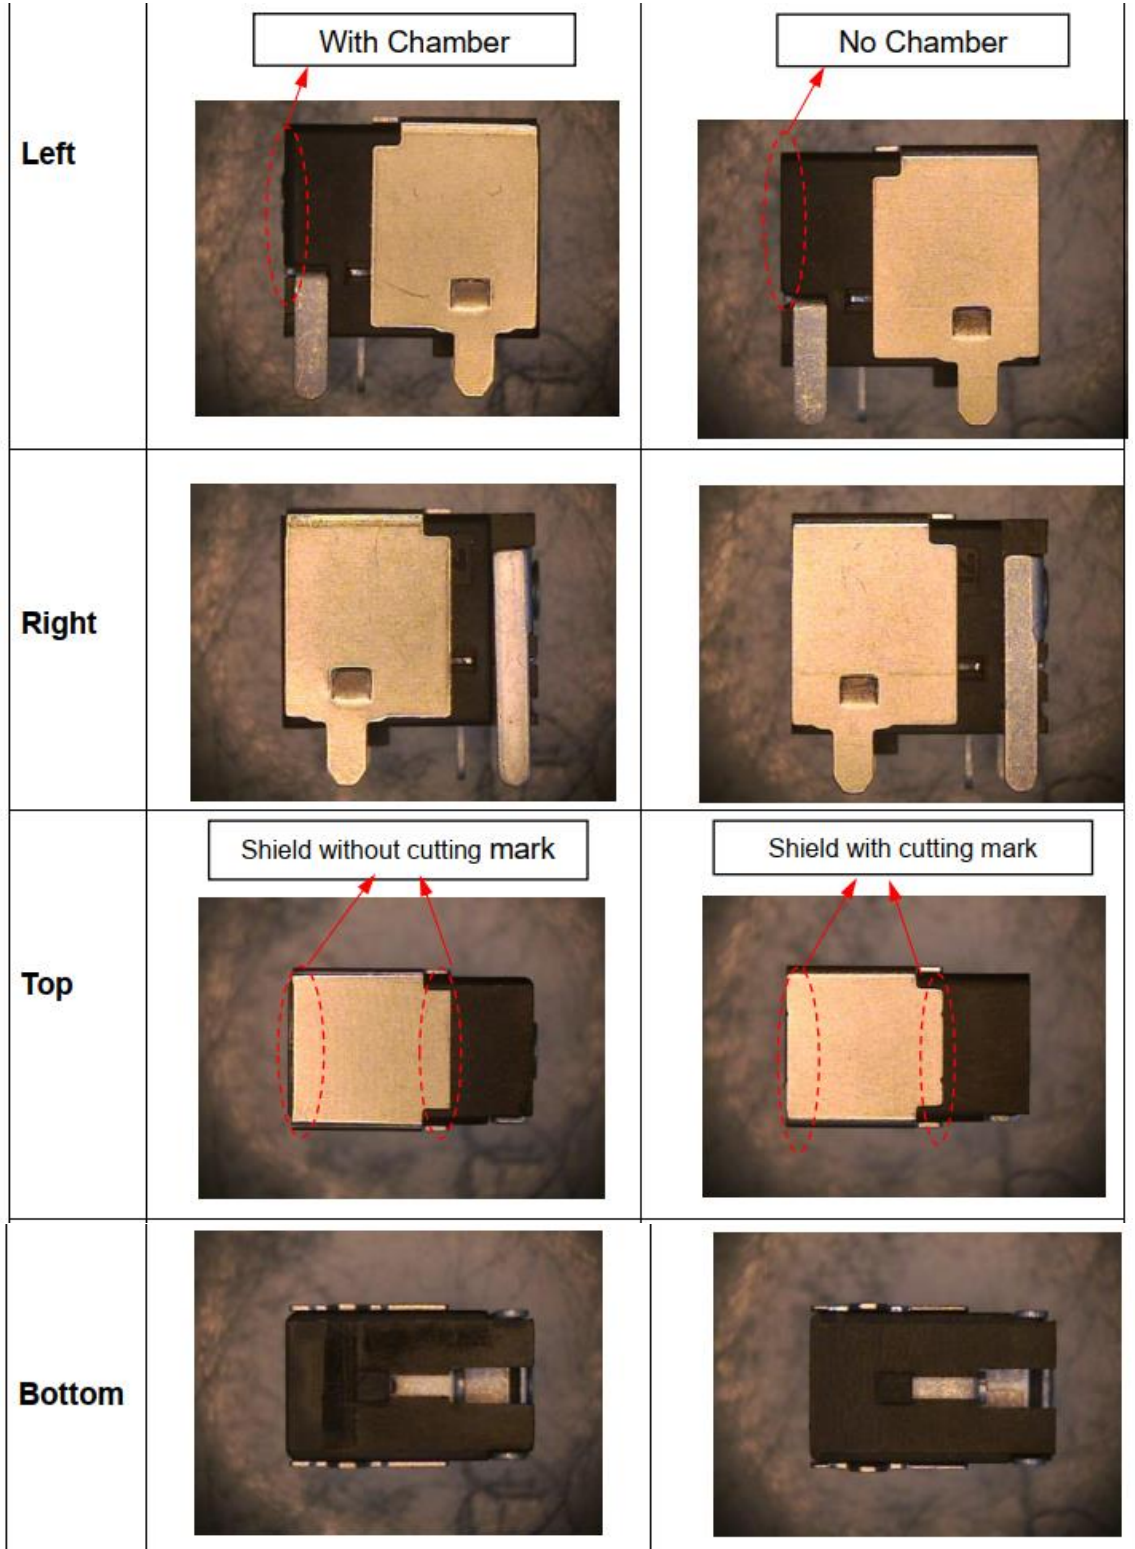 With Chamber
No Chamber
Left
Right
Shield without cutting mark
Shield with cutting mark
Top
Bottom